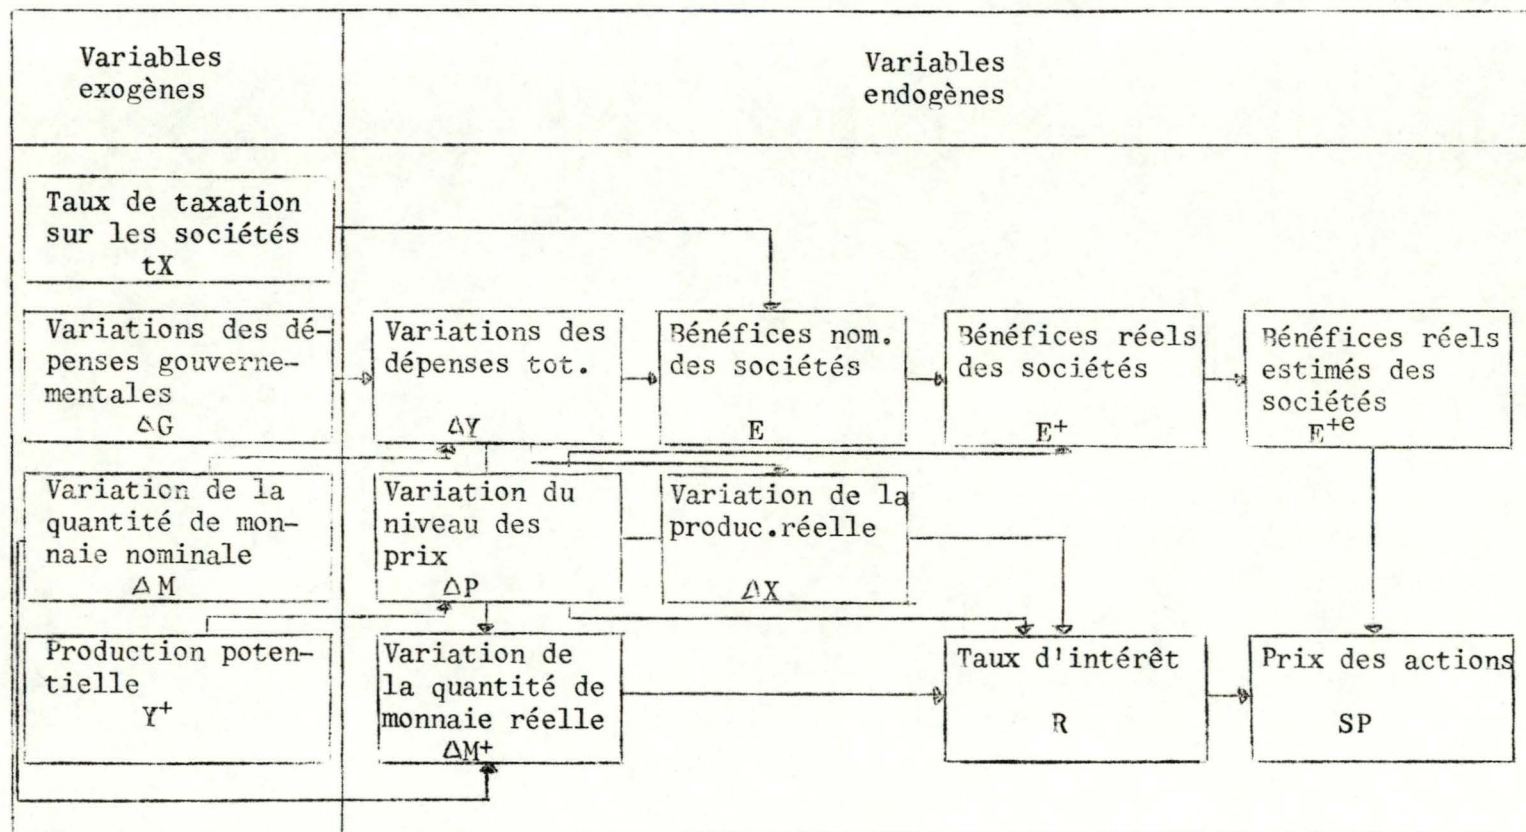 Variables
exogènes
Variables
endogènes
Taux de taxation
sur les sociétés
tX
Variations des dé-
penses gouverne-
mentales
ΔG
Variations des
dépenses tot.
ΔY
Bénéfices nom.
des sociétés
E
Bénéfices réels
des sociétés
E+
Bénéfices réels
estimés des
sociétés
E+e
Variation de la
quantité de mon-
naie nominale
ΔM
Variation du
niveau des
prix
ΔP
Variation de la
produc.réelle
ΔX
Production poten-
tielle
Y+
Variation de
la quantité de
monnaie réelle
ΔM+
Taux d'intérêt
R
Prix des actions
SP